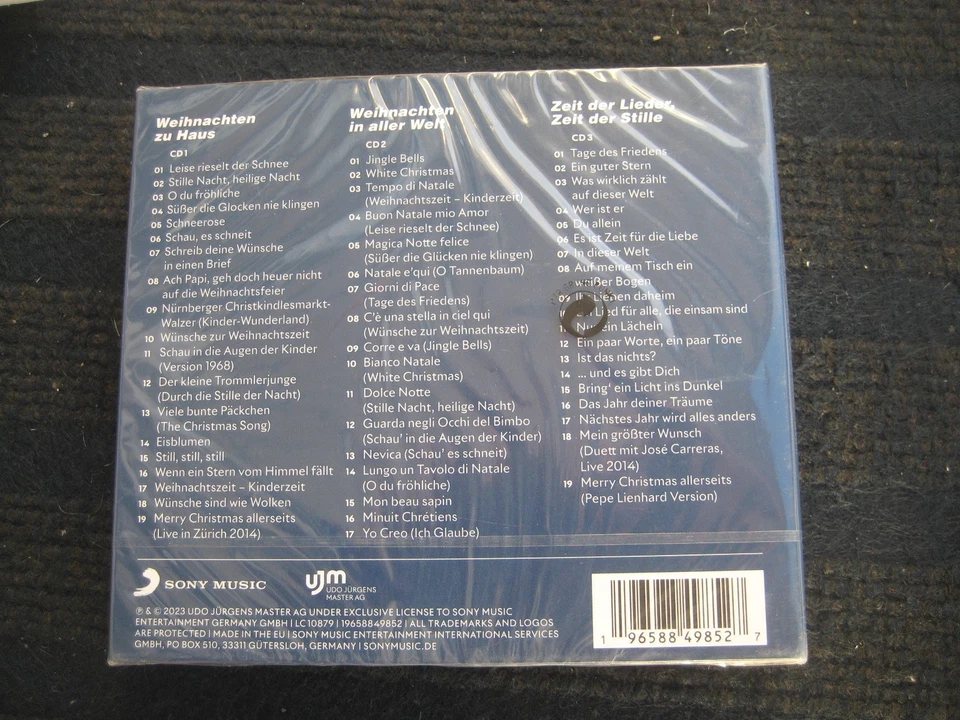 Weihnachten
zu Haus
CD1
01 Leise rieselt der Schnee
02 Stille Nacht, heilige Nacht
03 O du fröhliche
04 Süßer die Glocken nie klingen
05 Schneerose
06 Schau, es schneit
07 Schreib deine Wünsche
in einen Brief
08 Ach Papi, geh doch heuer nicht
auf die Weihnachtsfeier
09 Nürnberger Christkindlesmarkt-
Walzer (Kinder-Wunderland)
10 Wünsche zur Weihnachtszeit
11 Schau in die Augen der Kinder
(Version 1968)
12 Der kleine Trommlerjunge
(Durch die Stille der Nacht)
13 Viele bunte Päckchen
(The Christmas Song)
14 Eisblumen
15 Still, still, still
16 Wenn ein Stern vom Himmel fällt
17 Weihnachtszeit – Kinderzeit
18 Wünsche sind wie Wolken
19 Merry Christmas allerseits
(Live in Zürich 2014)
Weihnachten
in aller Welt
CD2
01 Jingle Bells
02 White Christmas
03 Tempo di Natale
(Weihnachtszeit – Kinderzeit)
04 Buon Natale mio Amor
(Leise rieselt der Schnee)
05 Magica Notte felice
(Süßer die Glücken nie klingen)
06 Natale e'qui (O Tannenbaum)
07 Giorni di Pace
(Tage des Friedens)
08 C'è una stella in ciel qui
(Wünsche zur Weihnachtszeit)
09 Corre e va (Jingle Bells)
10 Bianco Natale
(White Christmas)
11 Dolce Notte
(Stille Nacht, heilige Nacht)
12 Guarda negli Occhi del Bimbo
(Schau' in die Augen der Kinder)
13 Nevica (Schau' es schneit)
14 Lungo un Tavolo di Natale
(O du fröhliche)
15 Mon beau sapin
16 Minuit Chrétiens
17 Yo Creo (Ich Glaube)
Zeit der Lieder,
Zeit der Stille
CD3
01 Tage des Friedens
02 Ein guter Stern
03 Was wirklich zählt
auf dieser Welt
04 Wer ist er
05 Du allein
06 Es ist Zeit für die Liebe
07 In dieser Welt
08 Auf meinem Tisch ein
weißer Bogen
09 Lieben daheim
Lied für alle, die einsam sind
ein Lächeln
12 Ein paar Worte, ein paar Töne
13 Ist das nichts?
14 ... und es gibt Dich
15 Bring' ein Licht ins Dunkel
16 Das Jahr deiner Träume
17 Nächstes Jahr wird alles anders
18 Mein größter Wunsch
(Duett mit José Carreras,
Live 2014)
19 Merry Christmas allerseits
(Pepe Lienhard Version)
SONY MUSIC
ujm
UDO JÜRGENS
MASTER AG
℗ & © 2023 UDO JÜRGENS MASTER AG UNDER EXCLUSIVE LICENSE TO SONY MUSIC
ENTERTAINMENT GERMANY GMBH | LC 10879 | 19658849852 | ALL TRADEMARKS AND LOGOS
ARE PROTECTED | MADE IN THE EU | SONY MUSIC ENTERTAINMENT INTERNATIONAL SERVICES
GMBH, PO BOX 510, 33311 GÜTERSLOH, GERMANY | SONYMUSIC.DE
1 96588 49852 7